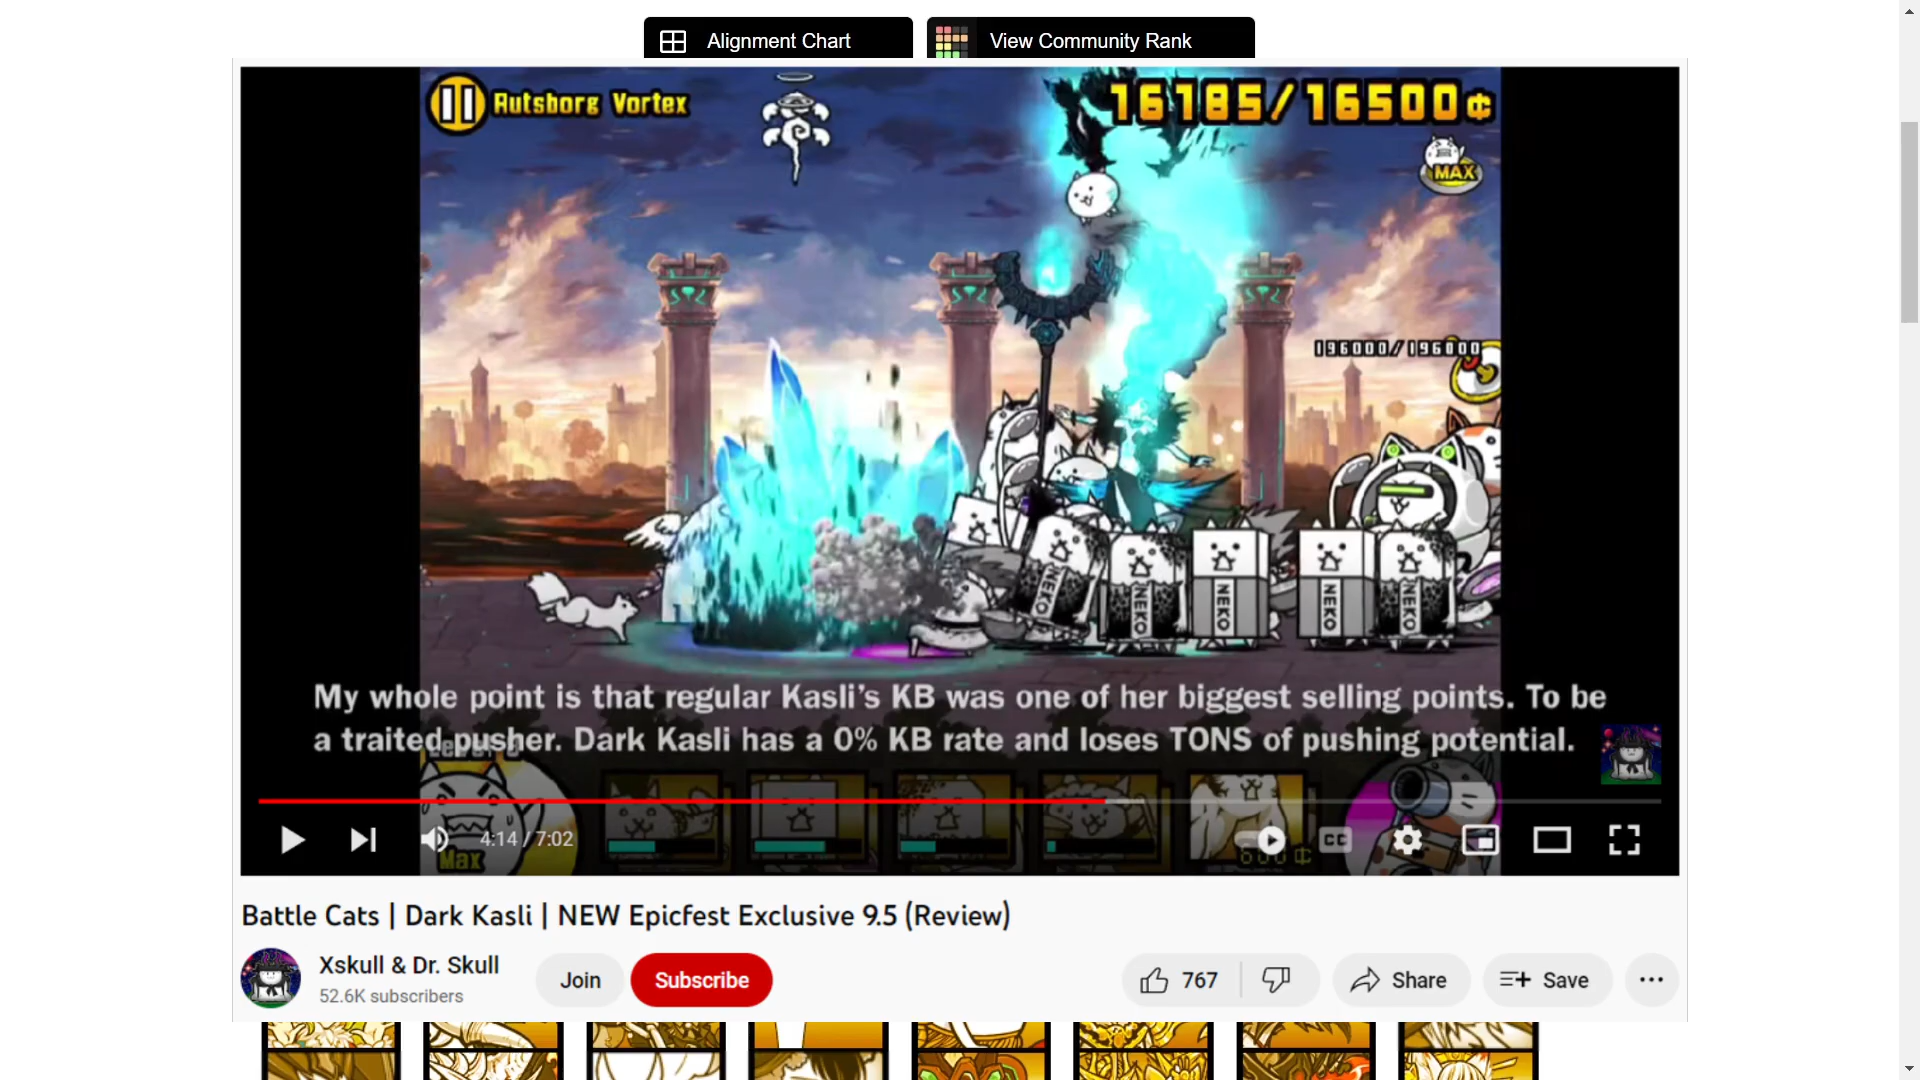 Alignment Chart
View Community Rank
Autsborg Vortex
16185/16500¢
MAX
196000/196000
NEKO
NEKO
NEKO
NEKO
NEKO
My whole point is that regular Kasli's KB was one of her biggest selling points. To be
a traited pusher. Dark Kasli has a 0% KB rate and loses TONS of pushing potential.
4:14 / 7:02
Max
600¢
CC
Battle Cats | Dark Kasli | NEW Epicfest Exclusive 9.5 (Review)
Xskull & Dr. Skull
52.6K subscribers
Join
Subscribe
767
Share
Save